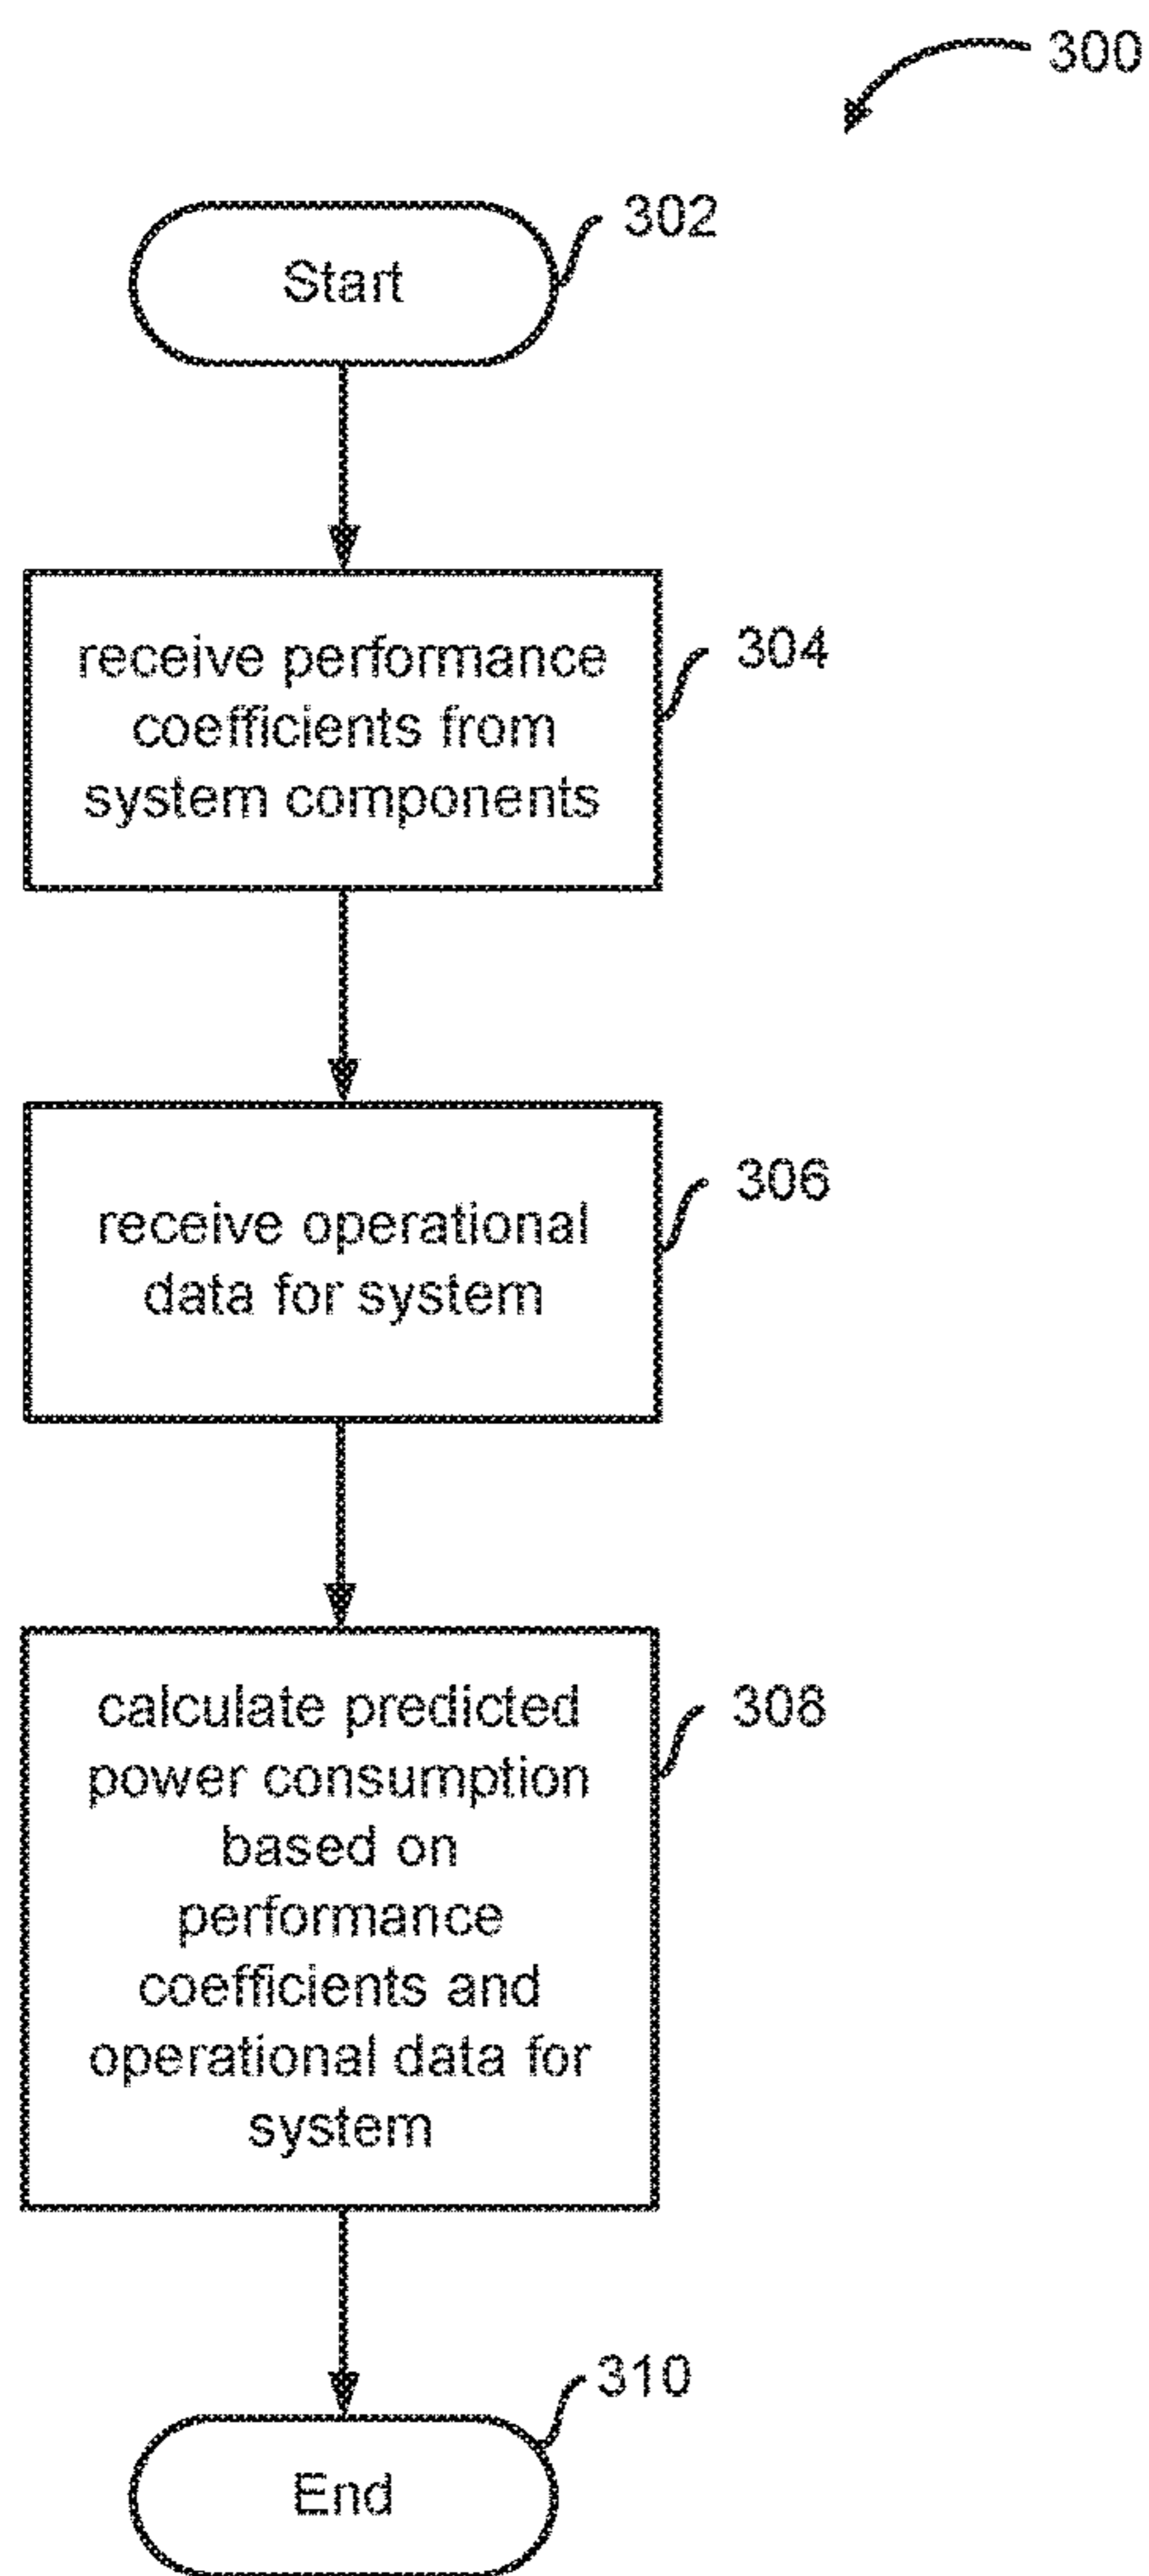 300
302
Start
304
receive performance
coefficients from
system components
306
receive operational
data for system
308
calculate predicted
power consumption
based on
performance
coefficients and
operational data for
system
310
End